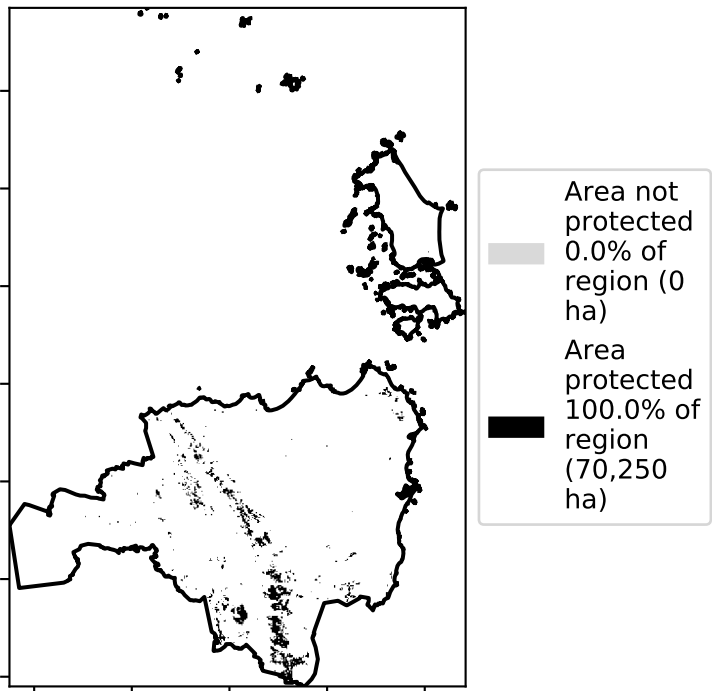 Area not
protected
0.0% of
region (0
ha)
Area
protected
100.0% of
region
(70,250
ha)